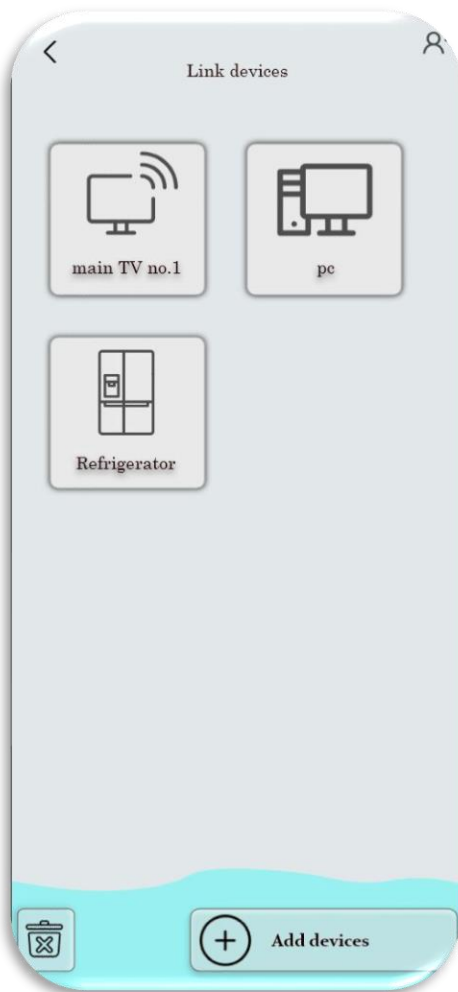 Link devices
main TV no.1
pc
Refrigerator
Add devices